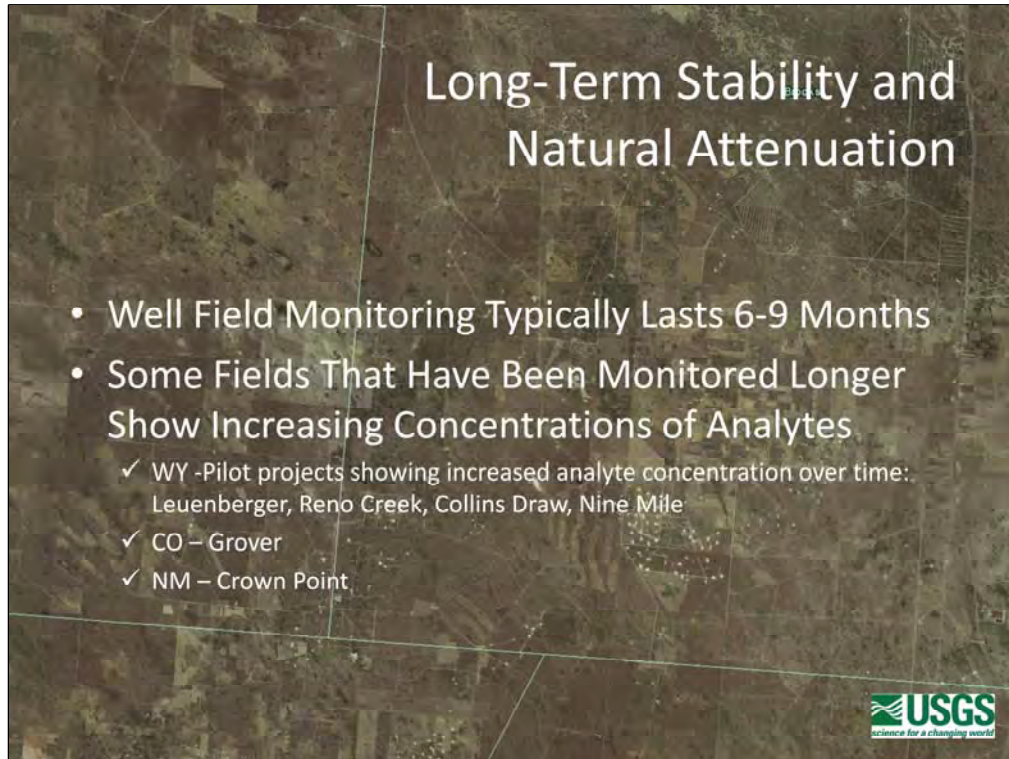 Long-Term Stability and
Brooks
Natural Attenuation
• Well Field Monitoring Typically Lasts 6-9 Months
• Some Fields That Have Been Monitored Longer
Show Increasing Concentrations of Analytes
✓ WY -Pilot projects showing increased analyte concentration over time:
Leuenberger, Reno Creek, Collins Draw, Nine Mile
✓ CO – Grover
✓ NM – Crown Point
USGS
science for a changing world